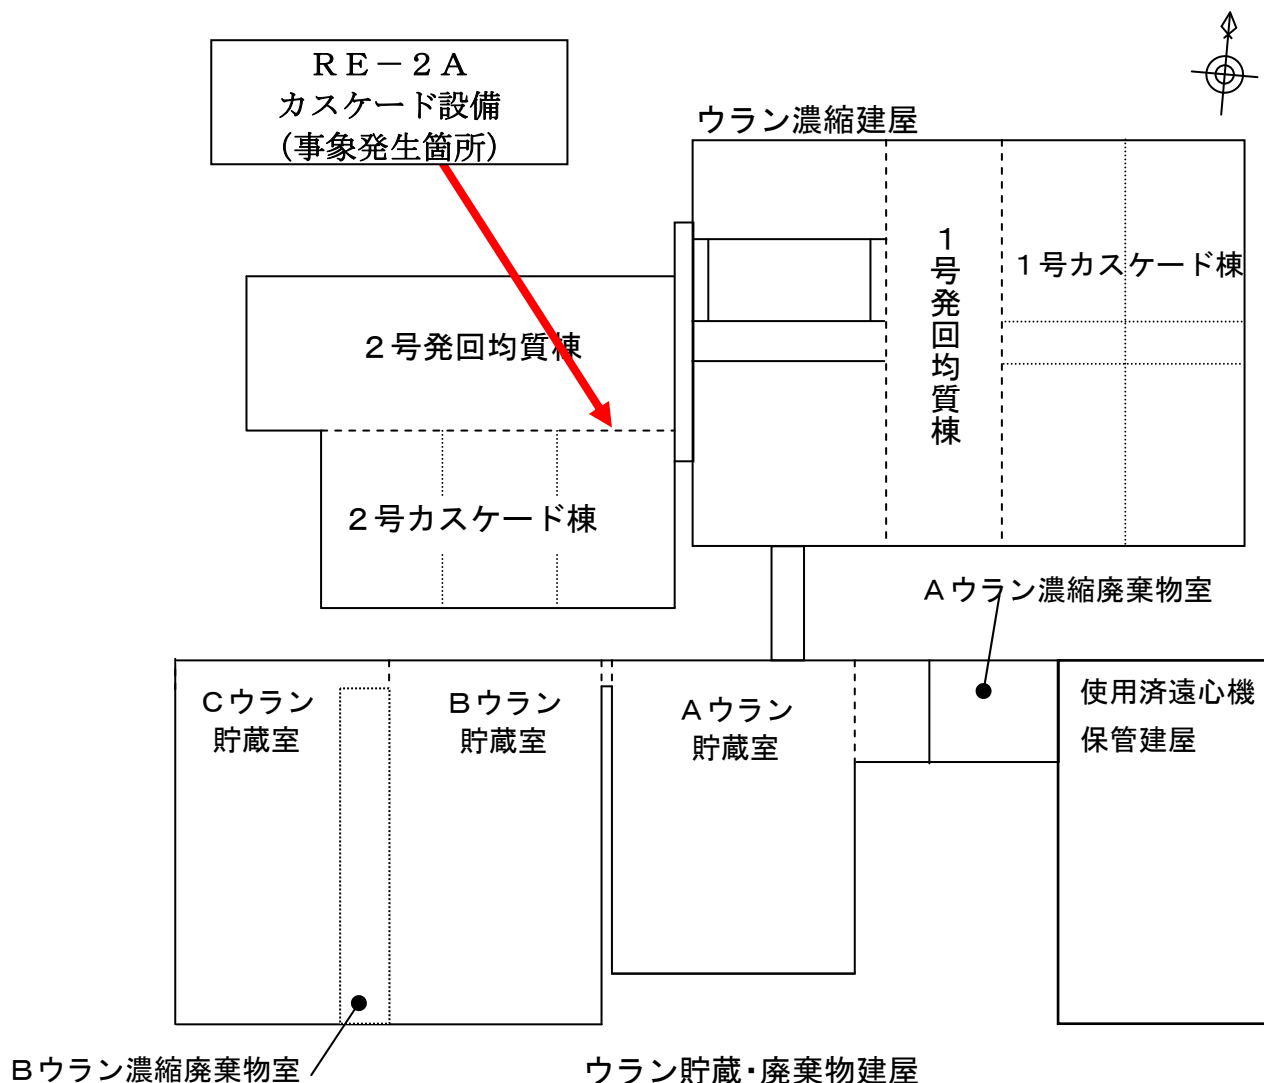 ＲＥ－２Ａ
カスケード設備
(事象発生箇所)
ウラン濃縮建屋
１号発回均質棟
１号カスケード棟
２号発回均質棟
２号カスケード棟
Ａウラン濃縮廃棄物室
Ｃウラン
貯蔵室
Ｂウラン
貯蔵室
Ａウラン
貯蔵室
使用済遠心機
保管建屋
Ｂウラン濃縮廃棄物室
ウラン貯蔵・廃棄物建屋